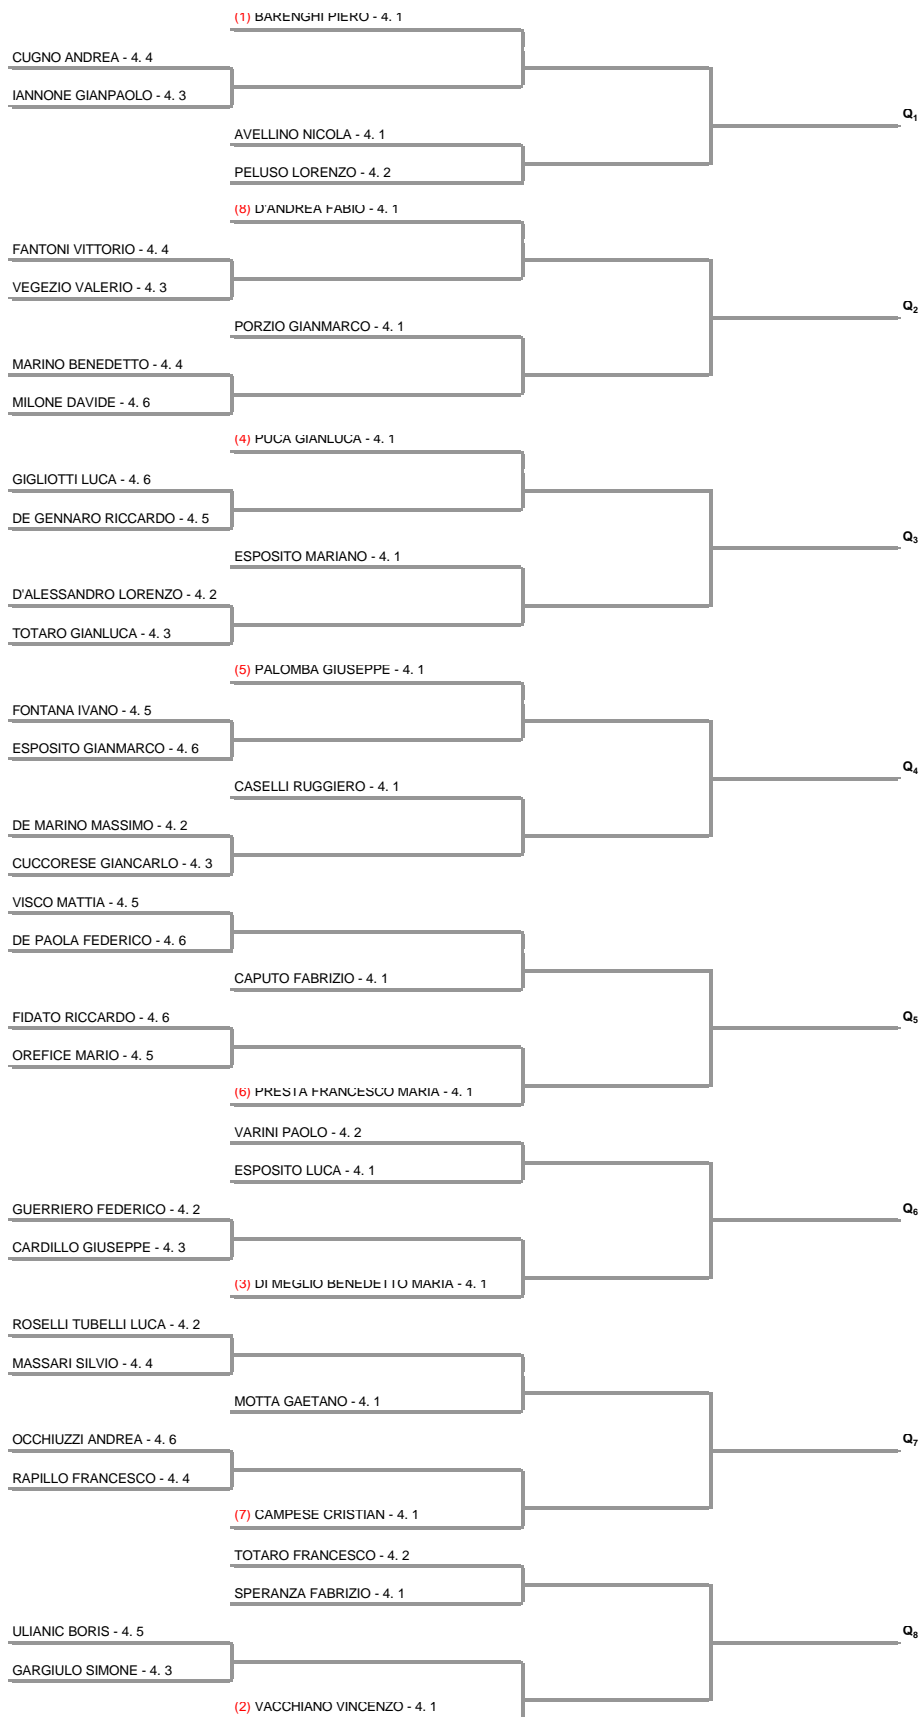 (1) BARENGHI PIERO - 4. 1
CUGNO ANDREA - 4. 4
IANNONE GIANPAOLO - 4. 3
Q1
AVELLINO NICOLA - 4. 1
PELUSO LORENZO - 4. 2
(8) D'ANDREA FABIO - 4. 1
FANTONI VITTORIO - 4. 4
VEGEZIO VALERIO - 4. 3
Q2
PORZIO GIANMARCO - 4. 1
MARINO BENEDETTO - 4. 4
MILONE DAVIDE - 4. 6
(4) PUCA GIANLUCA - 4. 1
GIGLIOTTI LUCA - 4. 6
DE GENNARO RICCARDO - 4. 5
Q3
ESPOSITO MARIANO - 4. 1
D'ALESSANDRO LORENZO - 4. 2
TOTARO GIANLUCA - 4. 3
(5) PALOMBA GIUSEPPE - 4. 1
FONTANA IVANO - 4. 5
ESPOSITO GIANMARCO - 4. 6
Q4
CASELLI RUGGIERO - 4. 1
DE MARINO MASSIMO - 4. 2
CUCCORESE GIANCARLO - 4. 3
VISCO MATTIA - 4. 5
DE PAOLA FEDERICO - 4. 6
CAPUTO FABRIZIO - 4. 1
FIDATO RICCARDO - 4. 6
Q5
OREFICE MARIO - 4. 5
(6) PRESTA FRANCESCO MARIA - 4. 1
VARINI PAOLO - 4. 2
ESPOSITO LUCA - 4. 1
GUERRIERO FEDERICO - 4. 2
Q6
CARDILLO GIUSEPPE - 4. 3
(3) DI MEGLIO BENEDETTO MARIA - 4. 1
ROSELLI TUBELLI LUCA - 4. 2
MASSARI SILVIO - 4. 4
MOTTA GAETANO - 4. 1
OCCHIUZZI ANDREA - 4. 6
Q7
RAPILLO FRANCESCO - 4. 4
(7) CAMPESE CRISTIAN - 4. 1
TOTARO FRANCESCO - 4. 2
SPERANZA FABRIZIO - 4. 1
ULIANIC BORIS - 4. 5
Q8
GARGIULO SIMONE - 4. 3
(2) VACCHIANO VINCENZO - 4. 1